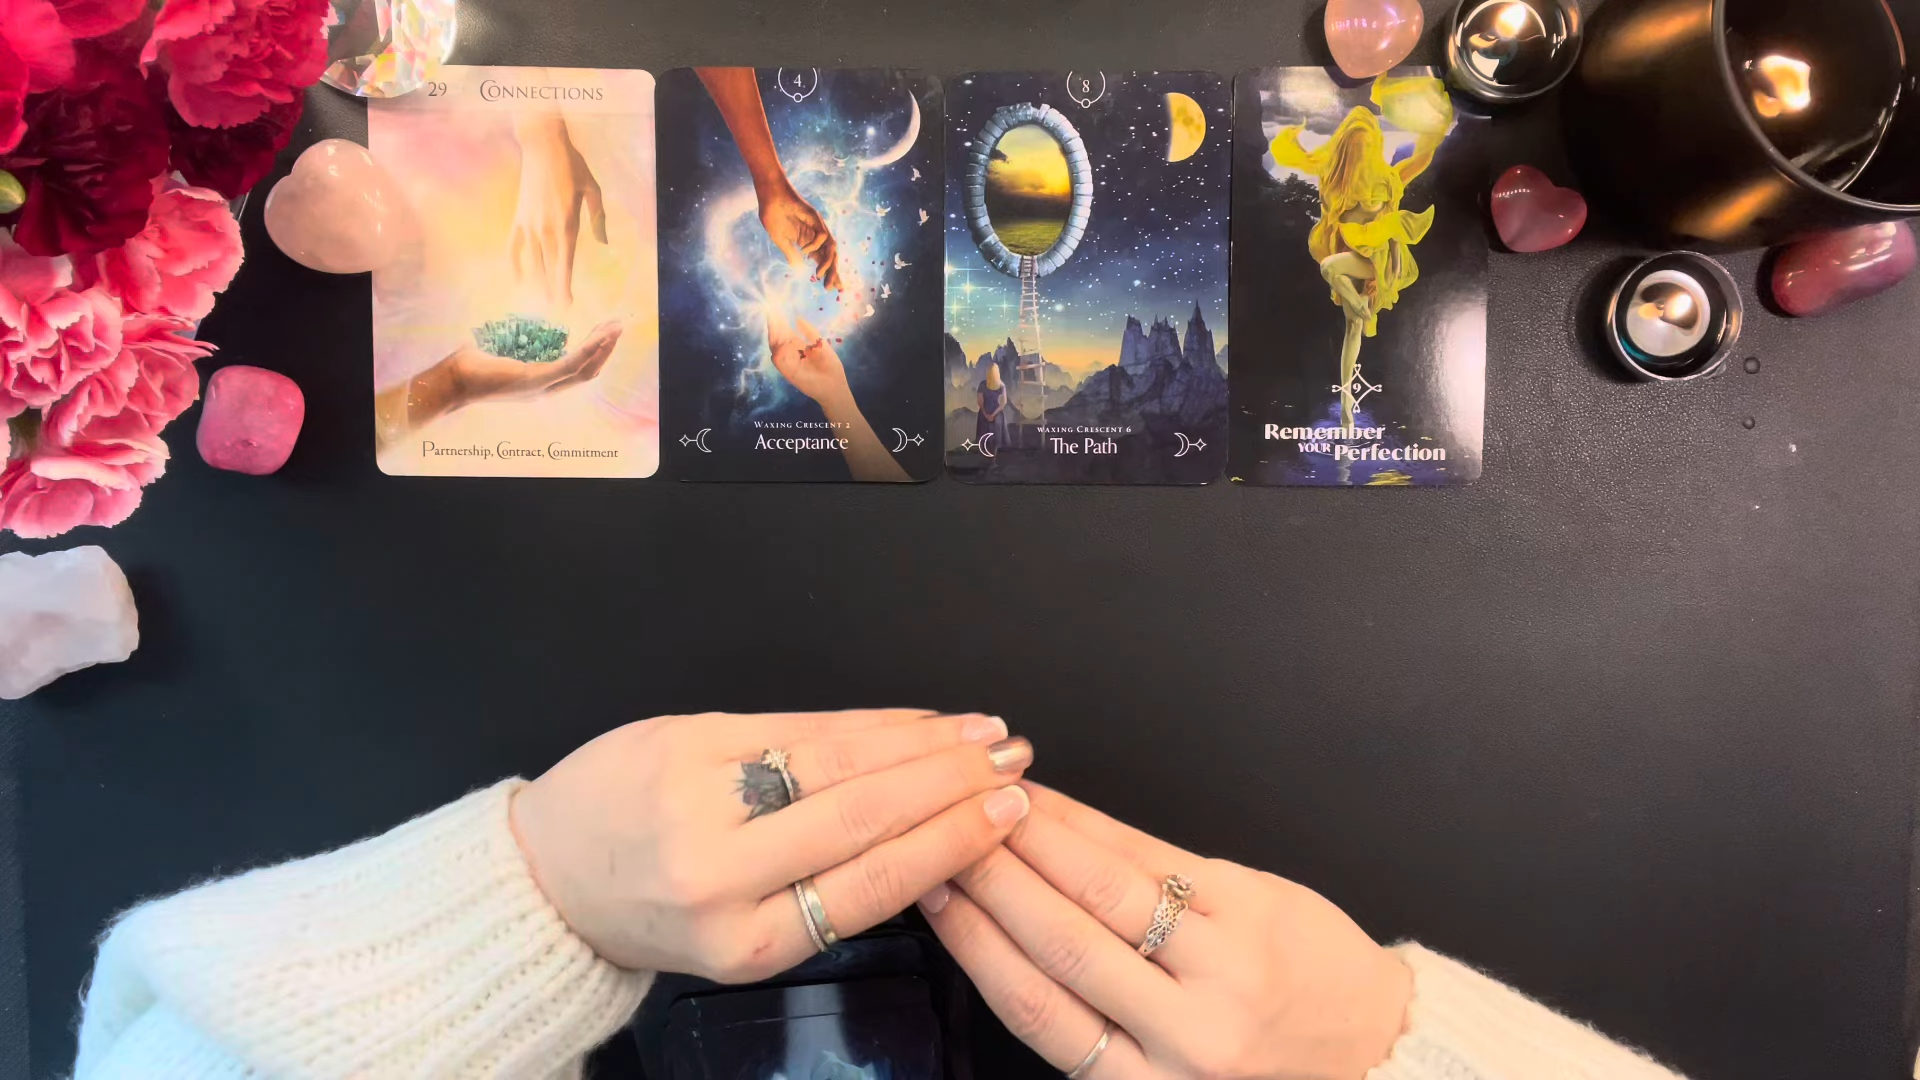 29 CONNECTIONS
Partnership, Contract, Commitment
4
WAXING CRESCENT 2
Acceptance
8
WAXING CRESCENT 6
The Path
9
Remember
YOUR Perfection